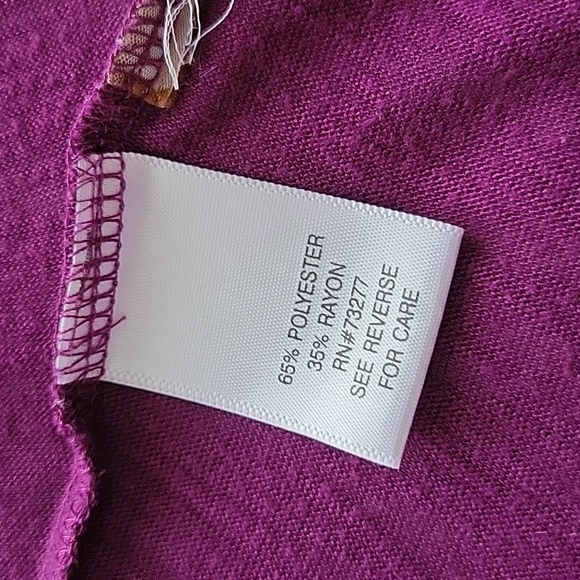 65% POLYESTER
35% RAYON
RN#73277
SEE REVERSE
FOR CARE